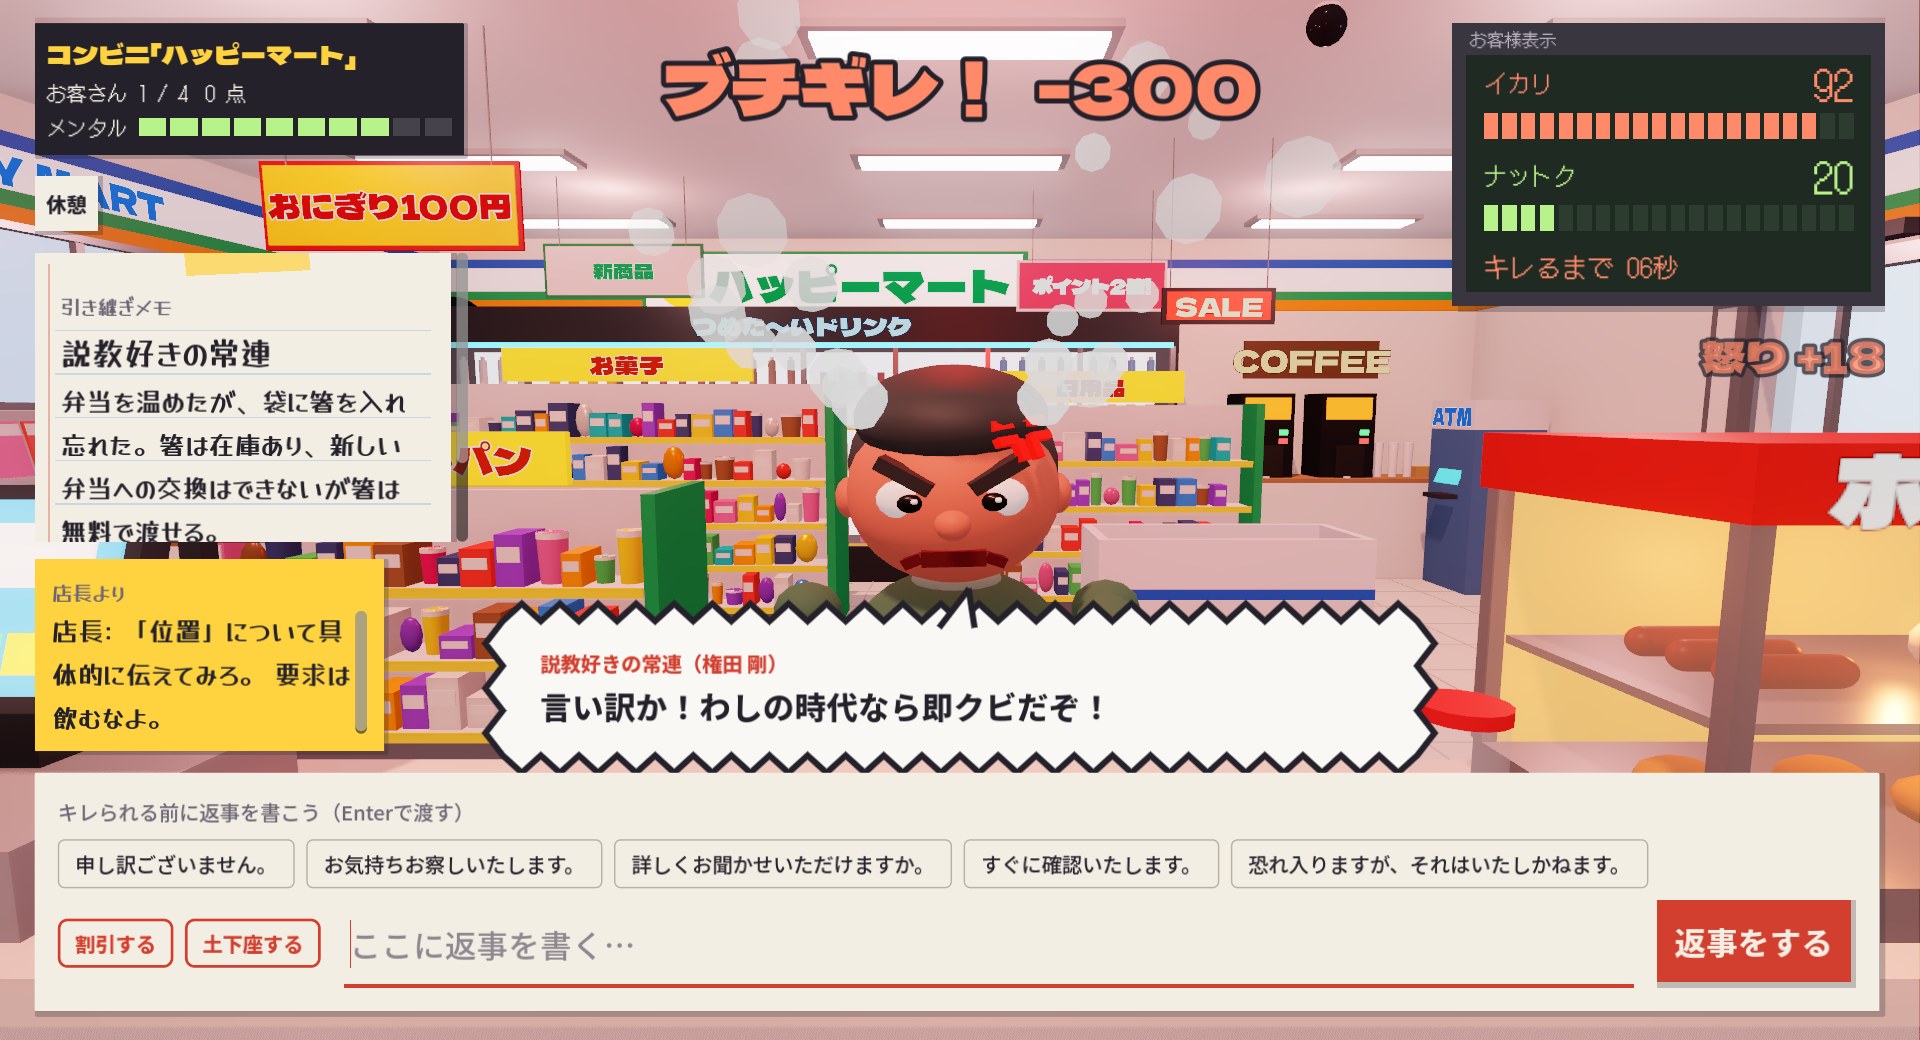 コンビニ「ハッピーマート」
お客さん 1/4 0点
メンタル
休憩
おにぎり100円
ブチギレ! -300
お客様表示
イカリ 92
ナットク 20
キレるまで 06秒
怒り +18
新商品
ハッピーマート
SALE
つめた〜いドリンク
お菓子
COFFEE
ATM
パン
引き継ぎメモ
説教好きの常連
弁当を温めたが、袋に箸を入れ
忘れた。箸は在庫あり、新しい
弁当への交換はできないが箸は
無料で渡せる。
店長より
店長:「位置」について具
体的に伝えてみろ。 要求は
飲むなよ。
説教好きの常連(権田 剛)
言い訳か!わしの時代なら即クビだぞ!
キレられる前に返事を書こう(Enterで渡す)
申し訳ございません。
お気持ちお察しいたします。
詳しくお聞かせいただけますか。
すぐに確認いたします。
恐れ入りますが、それはいたしかねます。
割引する
土下座する
ここに返事を書く…
返事をする